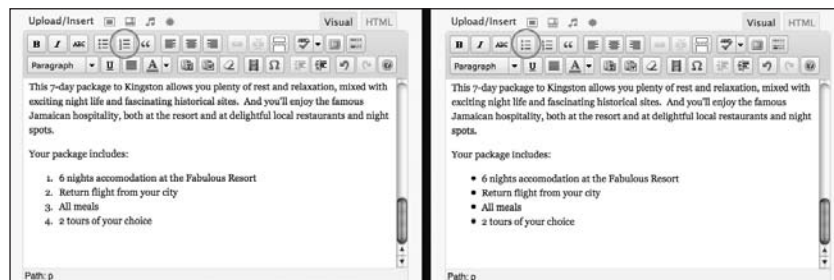 Upload/Insert
Visual
HTML
B I ABC
Paragraph U A Ω
This 7-day package to Kingston allows you plenty of rest and relaxation, mixed with
exciting night life and fascinating historical sites. And you'll enjoy the famous
Jamaican hospitality, both at the resort and at delightful local restaurants and night
spots.
Your package includes:
1. 6 nights accomodation at the Fabulous Resort
2. Return flight from your city
3. All meals
4. 2 tours of your choice
Path: p
Upload/Insert
Visual
HTML
B I ABC
Paragraph U A Ω
This 7-day package to Kingston allows you plenty of rest and relaxation, mixed with
exciting night life and fascinating historical sites. And you'll enjoy the famous
Jamaican hospitality, both at the resort and at delightful local restaurants and night
spots.
Your package includes:
• 6 nights accomodation at the Fabulous Resort
• Return flight from your city
• All meals
• 2 tours of your choice
Path: p